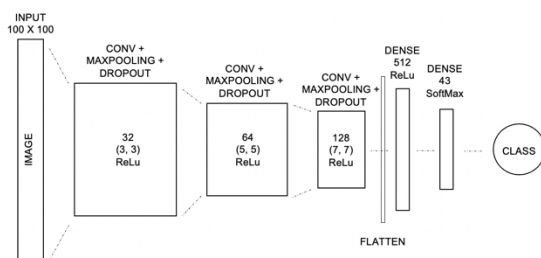 INPUT
100 X 100
IMAGE
CONV +
MAXPOOLING +
DROPOUT
32
(3, 3)
ReLu
CONV +
MAXPOOLING +
DROPOUT
64
(5, 5)
ReLu
CONV +
MAXPOOLING +
DROPOUT
128
(7, 7)
ReLu
FLATTEN
DENSE
512
ReLu
DENSE
43
SoftMax
CLASS